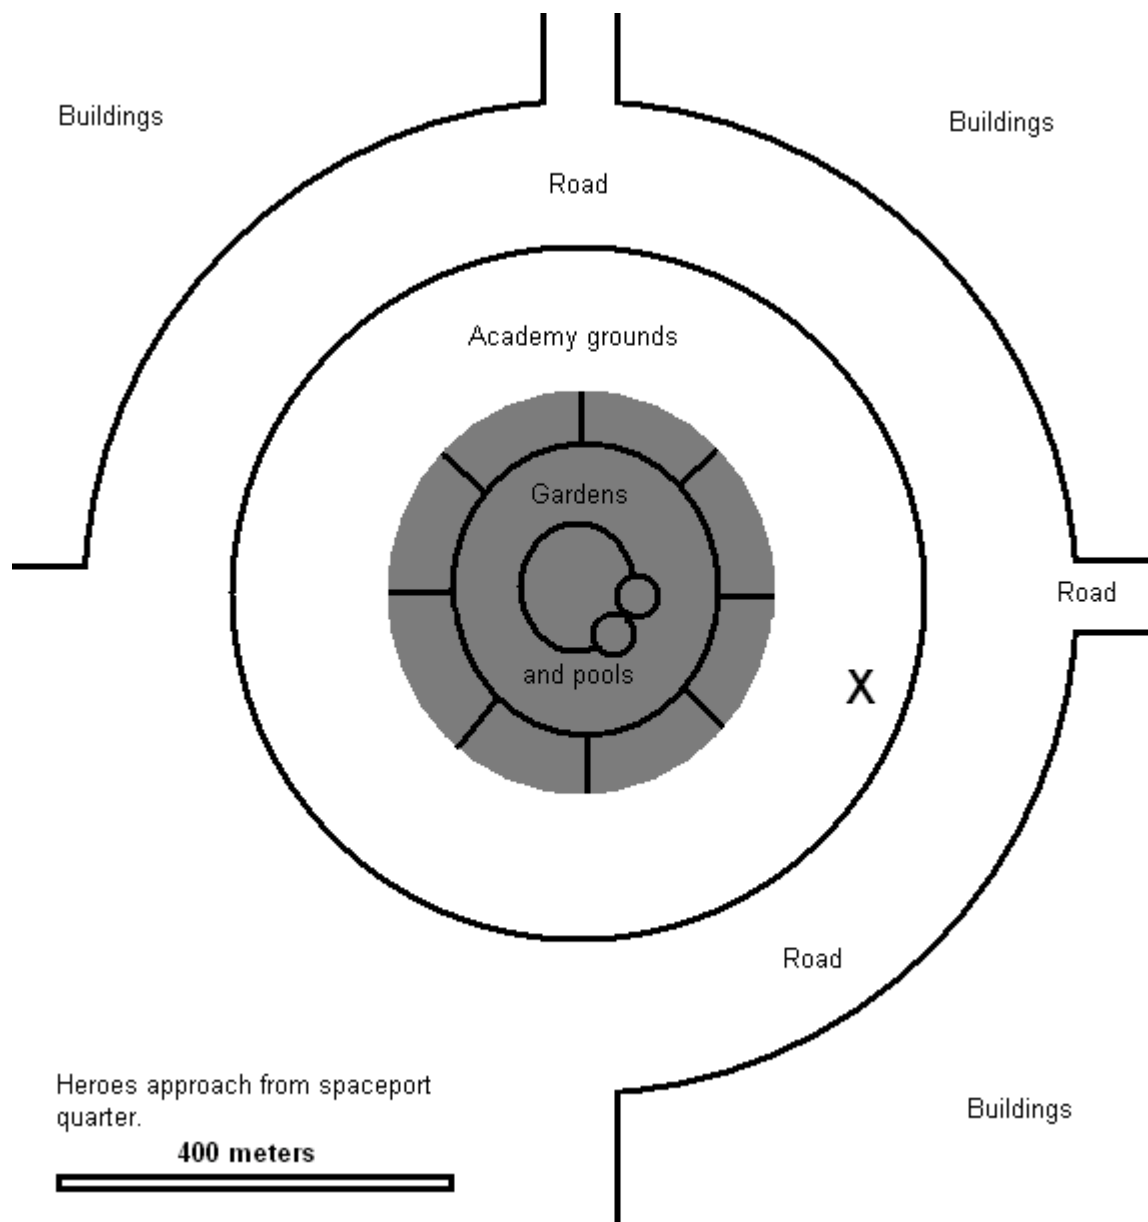 Buildings
Buildings
Road
Academy grounds
Gardens
Road
and pools
X
Road
Heroes approach from spaceport
quarter.
Buildings
400 meters